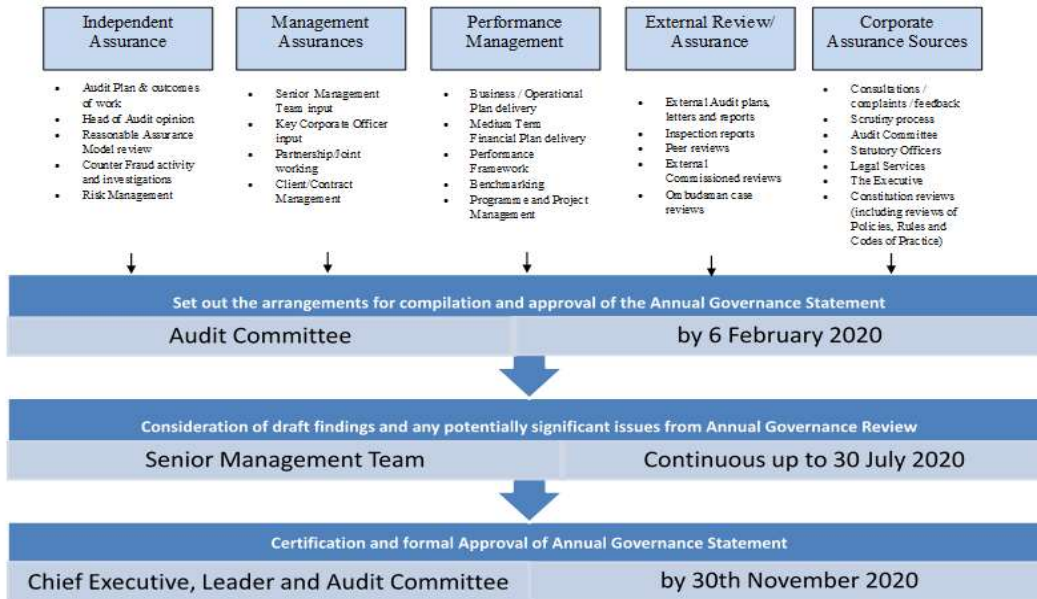 Independent
Assurance
Management
Assurances
Performance
Management
External Review/
Assurance
Corporate
Assurance Sources
• Audit Plan & outcomes
of work
• Head of Audit opinion
• Reasonable Assurance
Model review
• Counter Fraud activity
and investigations
• Risk Management
• Senior Management
Team input
• Key Corporate Officer
input
• Partnership/Joint
working
• Client/Contract
Management
• Business / Operational
Plan delivery
• Medium Term
Financial Plan delivery
• Performance
Framework
• Benchmarking
• Programme and Project
Management
• External Audit plans,
letters and reports
• Inspection reports
• Peer reviews
• External
Commissioned reviews
• Ombudsman case
reviews
• Consultations /
complaints / feedback
• Scrutiny process
• Audit Committee
• Statutory Officers
• Legal Services
• The Executive
• Constitution reviews
(including reviews of
Policies, Rules and
Codes of Practice)
Set out the arrangements for compilation and approval of the Annual Governance Statement
Audit Committee
by 6 February 2020
Consideration of draft findings and any potentially significant issues from Annual Governance Review
Senior Management Team
Continuous up to 30 July 2020
Certification and formal Approval of Annual Governance Statement
Chief Executive, Leader and Audit Committee
by 30th November 2020